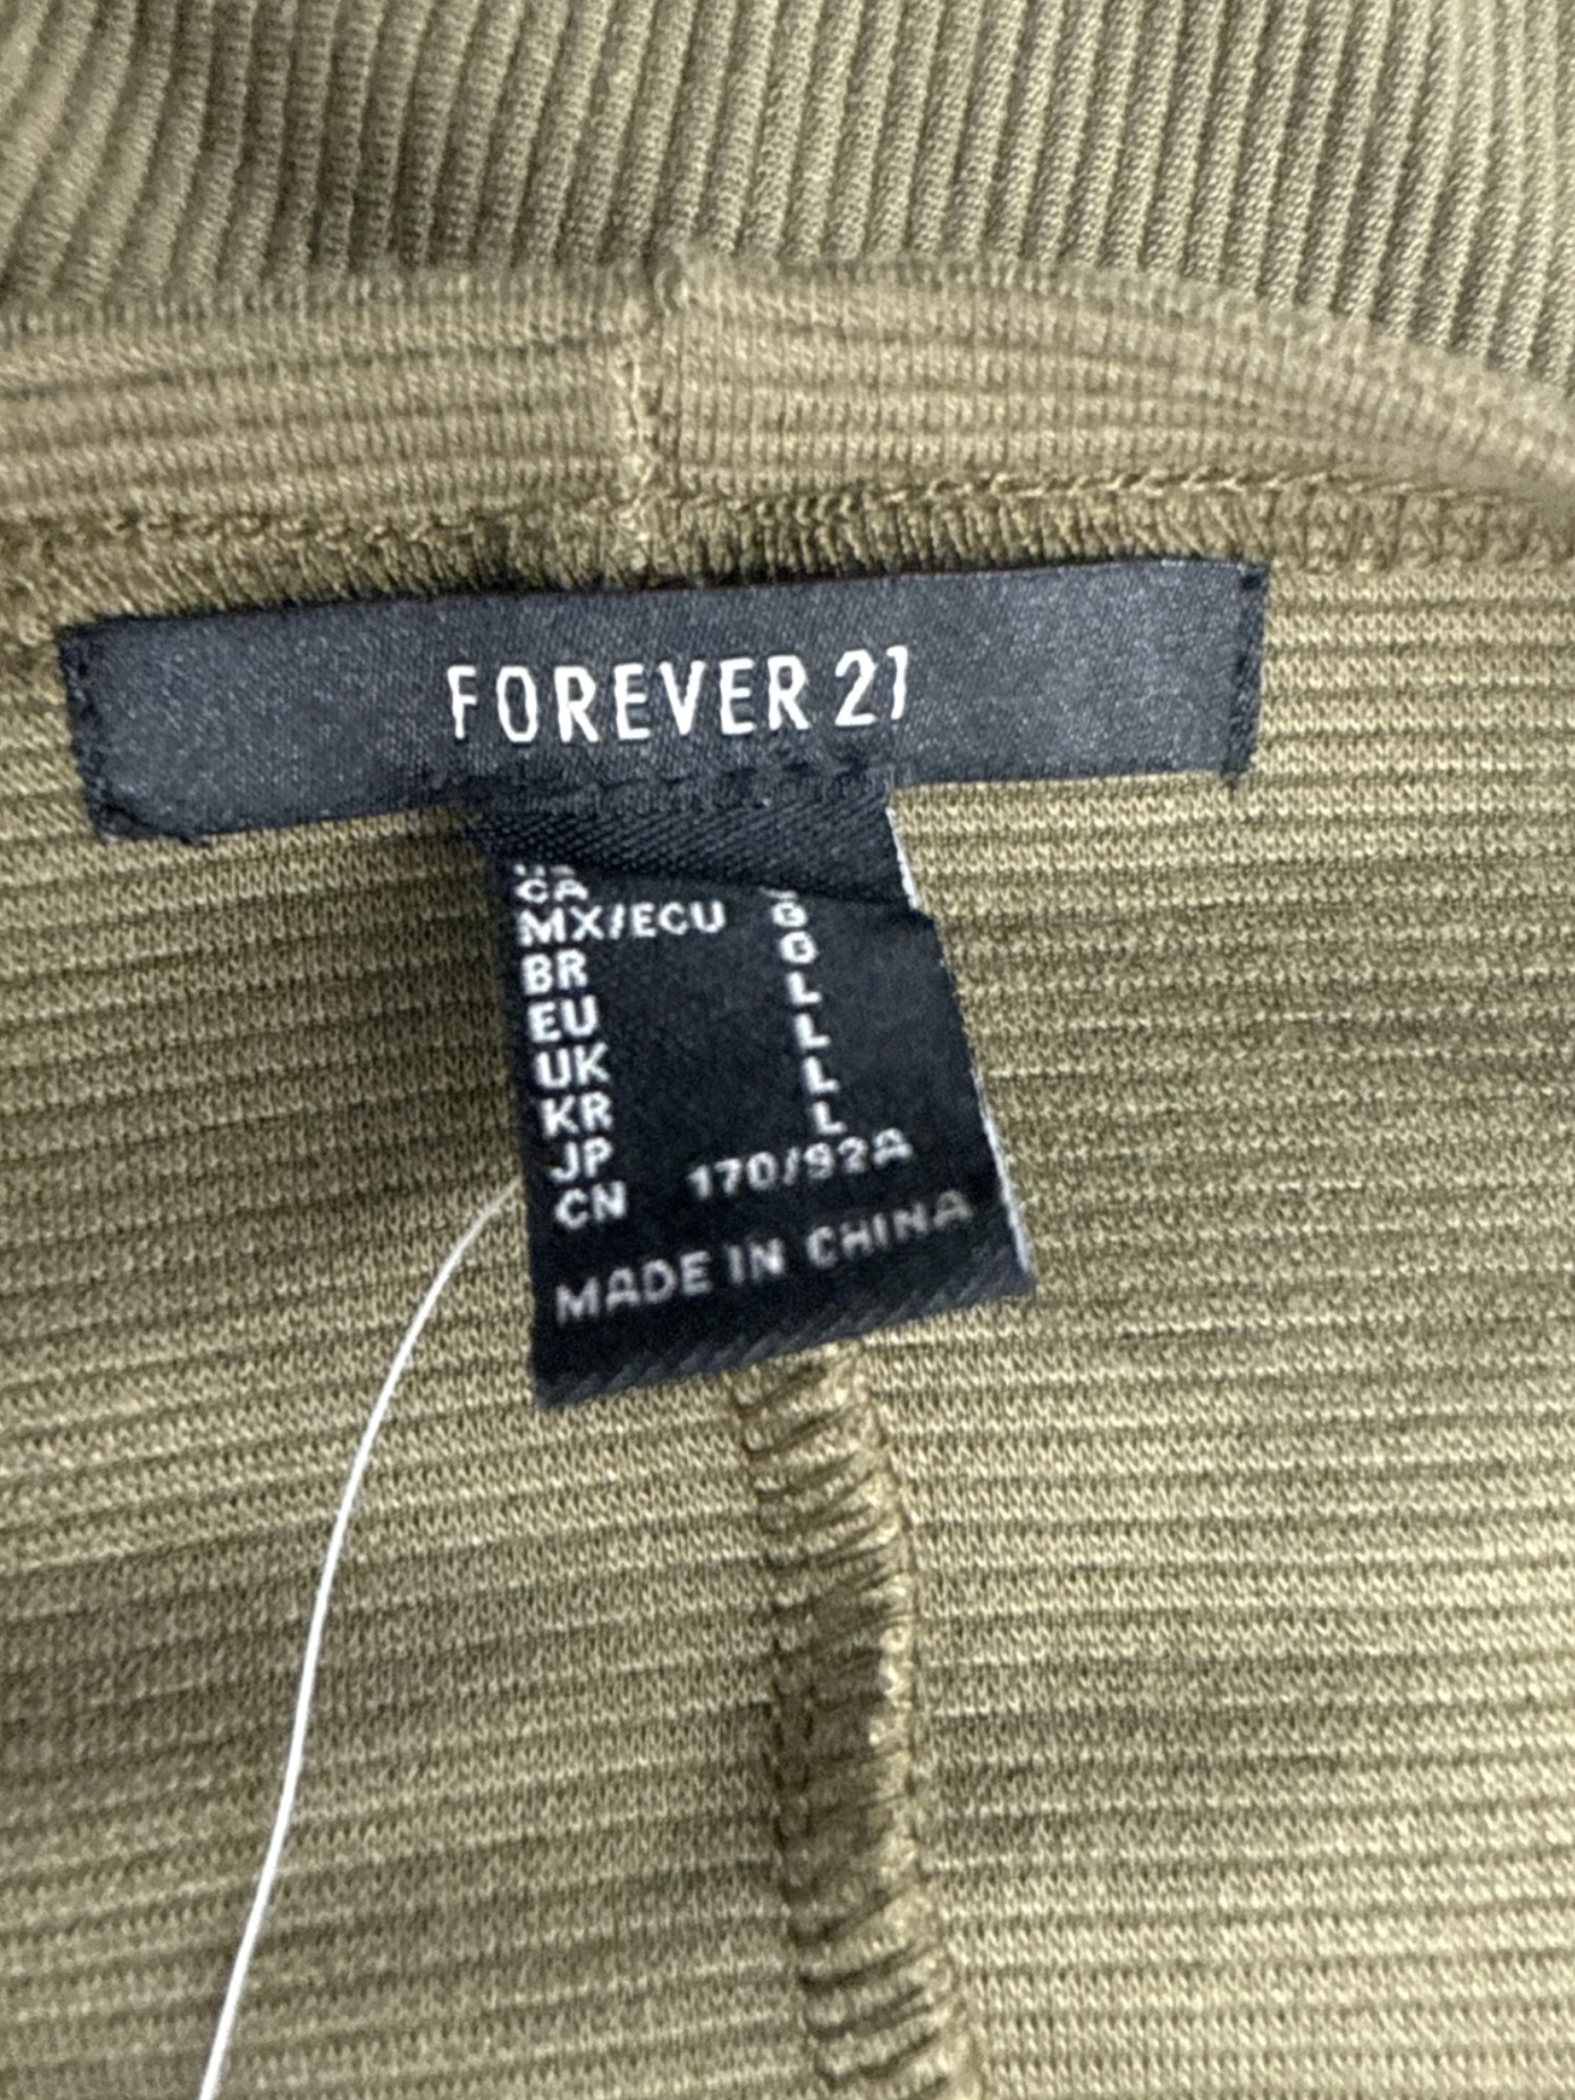 FOREVER 21
CA
MX/ECU G
BR G
EU L
UK L
KR L
JP L
CN 170/92A
MADE IN CHINA